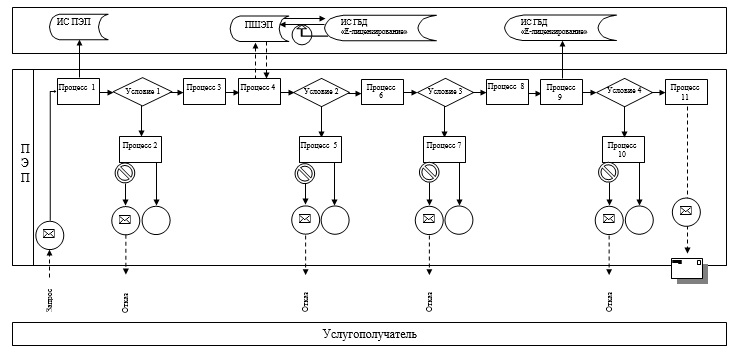 ИС ПЭП
ПШЭП
ИС ГБД
«Е-лицензирование»
ИС ГБД
«Е-лицензирование»
ПЭП
Процесс 1
Условие 1
Процесс 3
Процесс 4
Условие 2
Процесс
6
Условие 3
Процесс 8
Процесс
9
Условие 4
Процесс
11
Процесс 2
Процесс 5
Процесс 7
Процесс
10
Запрос
Отказ
Отказ
Отказ
Отказ
Услугополучатель